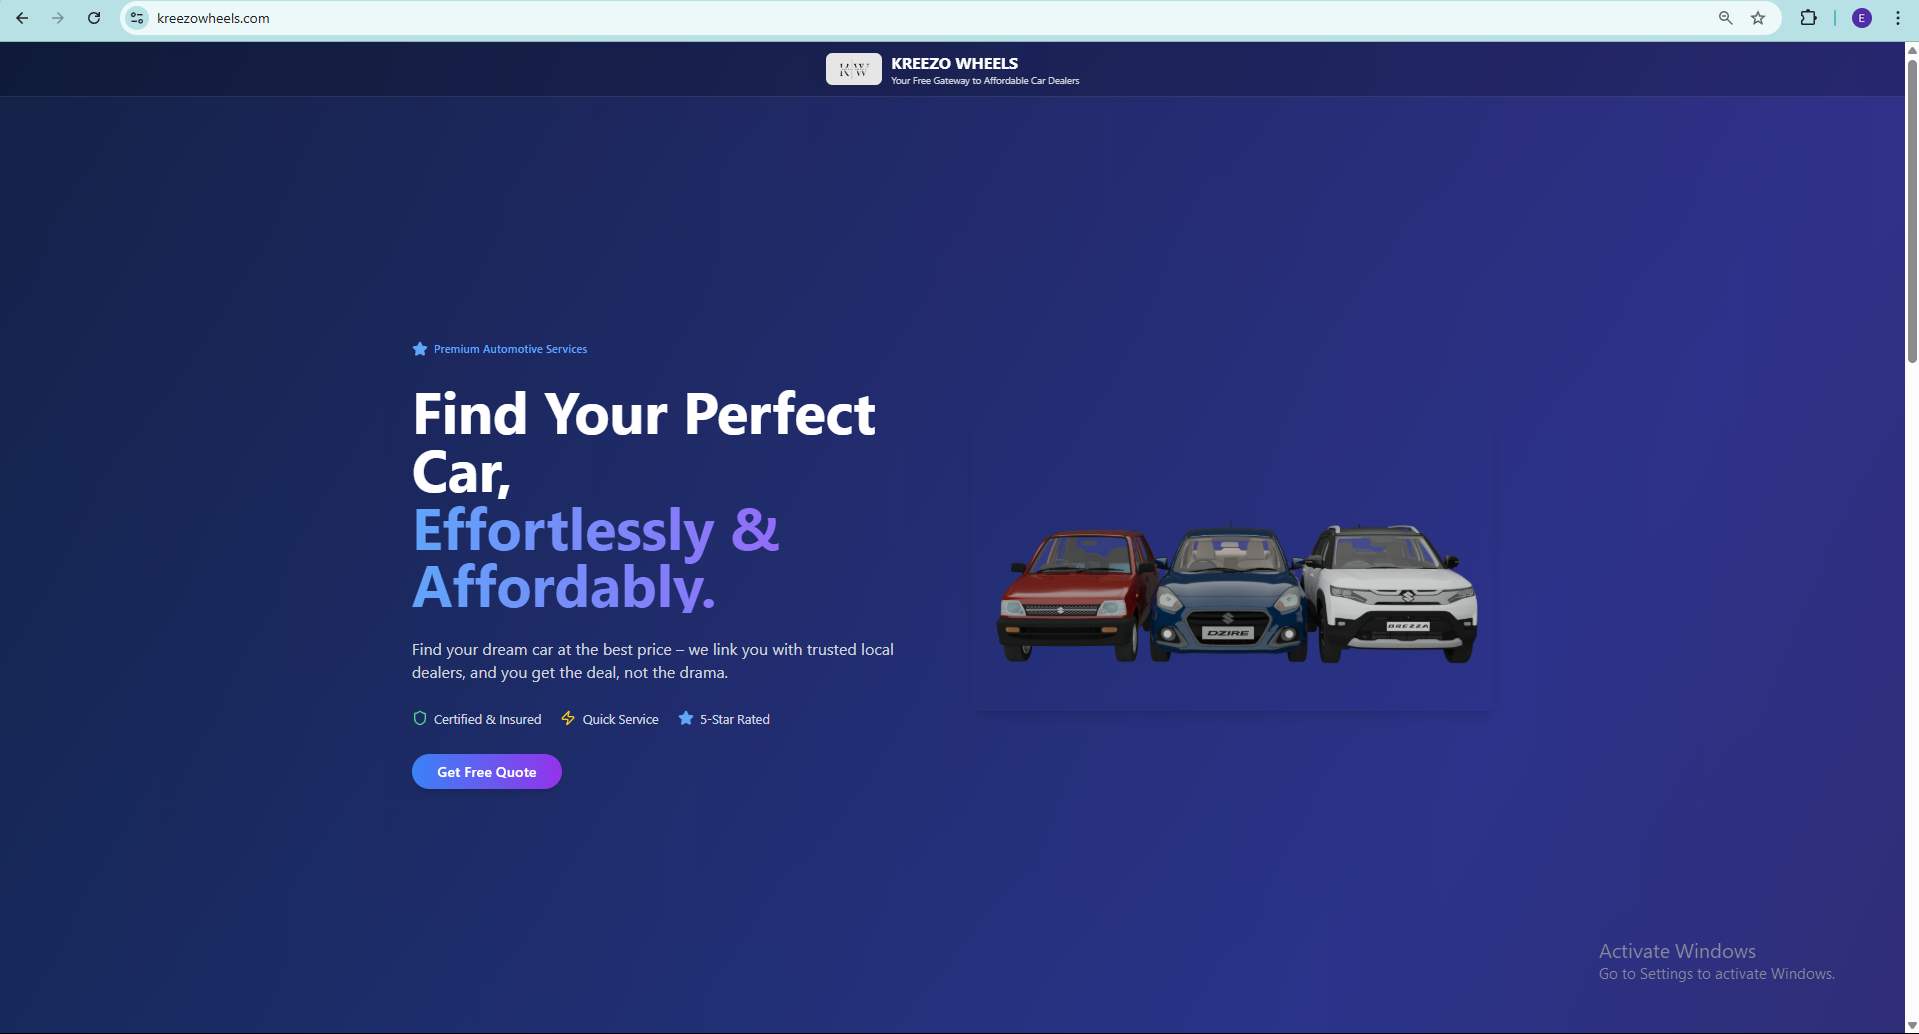 kreezowheels.com
E
K W
KREEZO WHEELS
Your Free Gateway to Affordable Car Dealers
Premium Automotive Services
Find Your Perfect
Car,
Effortlessly &
Affordably.
Find your dream car at the best price – we link you with trusted local
dealers, and you get the deal, not the drama.
Certified & Insured
Quick Service
5-Star Rated
Get Free Quote
DZIRE
BREZZA
Activate Windows
Go to Settings to activate Windows.